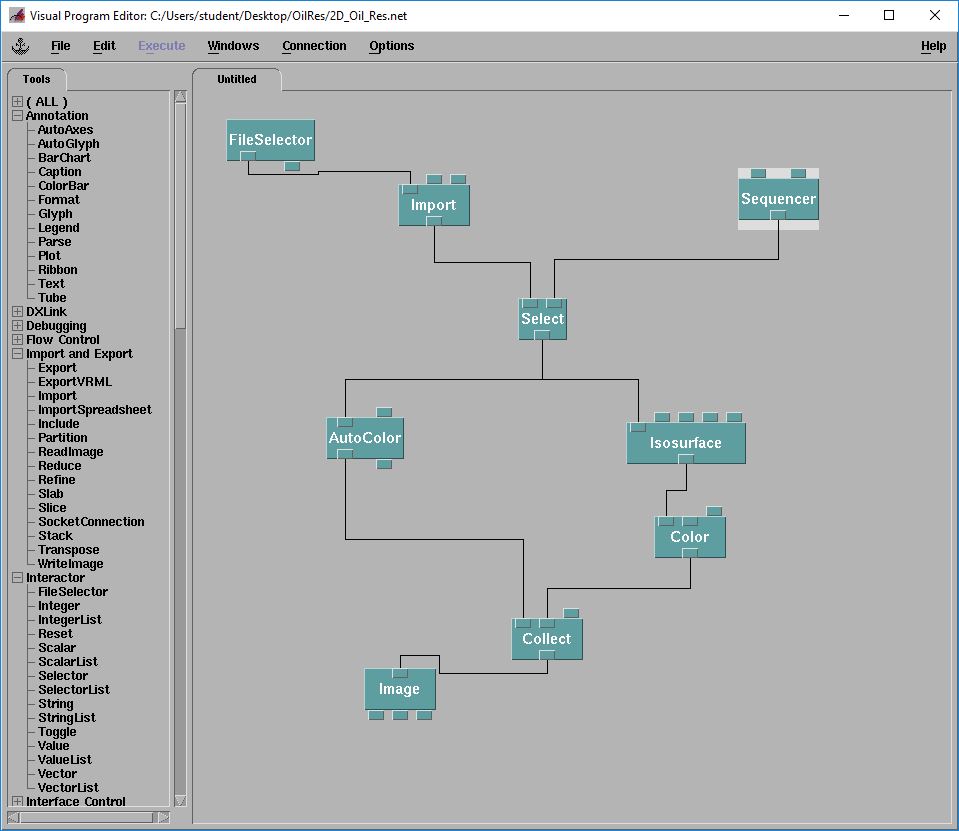 Visual Program Editor: C:/Users/student/Desktop/OilRes/2D_Oil_Res.net
File Edit Execute Windows Connection Options Help
Tools
Untitled
( ALL )
Annotation
AutoAxes
AutoGlyph
BarChart
Caption
ColorBar
Format
Glyph
Legend
Parse
Plot
Ribbon
Text
Tube
DXLink
Debugging
Flow Control
Import and Export
Export
ExportVRML
Import
ImportSpreadsheet
Include
Partition
ReadImage
Reduce
Refine
Slab
Slice
SocketConnection
Stack
Transpose
WriteImage
Interactor
FileSelector
Integer
IntegerList
Reset
Scalar
ScalarList
Selector
SelectorList
String
StringList
Toggle
Value
ValueList
Vector
VectorList
Interface Control
FileSelector
Import
Sequencer
Select
AutoColor
Isosurface
Color
Collect
Image